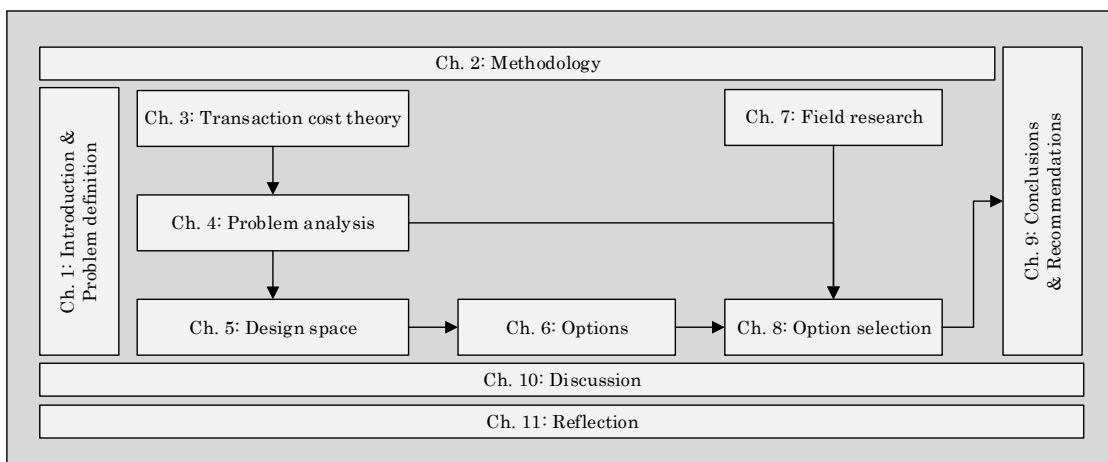 Ch. 2: Methodology
Ch. 1: Introduction &
Problem definition
Ch. 3: Transaction cost theory
Ch. 7: Field research
Ch. 4: Problem analysis
Ch. 5: Design space
Ch. 6: Options
Ch. 8: Option selection
Ch. 9: Conclusions
& Recommendations
Ch. 10: Discussion
Ch. 11: Reflection